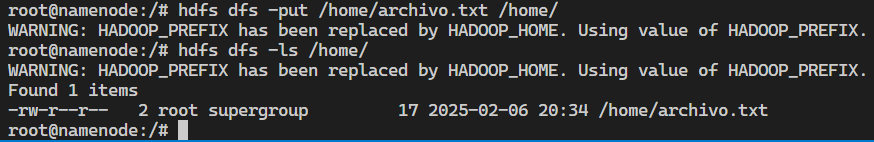 root@namenode:/# hdfs dfs -put /home/archivo.txt /home/
WARNING: HADOOP_PREFIX has been replaced by HADOOP_HOME. Using value of HADOOP_PREFIX.
root@namenode:/# hdfs dfs -ls /home/
WARNING: HADOOP_PREFIX has been replaced by HADOOP_HOME. Using value of HADOOP_PREFIX.
Found 1 items
-rw-r--r--   2 root supergroup         17 2025-02-06 20:34 /home/archivo.txt
root@namenode:/#